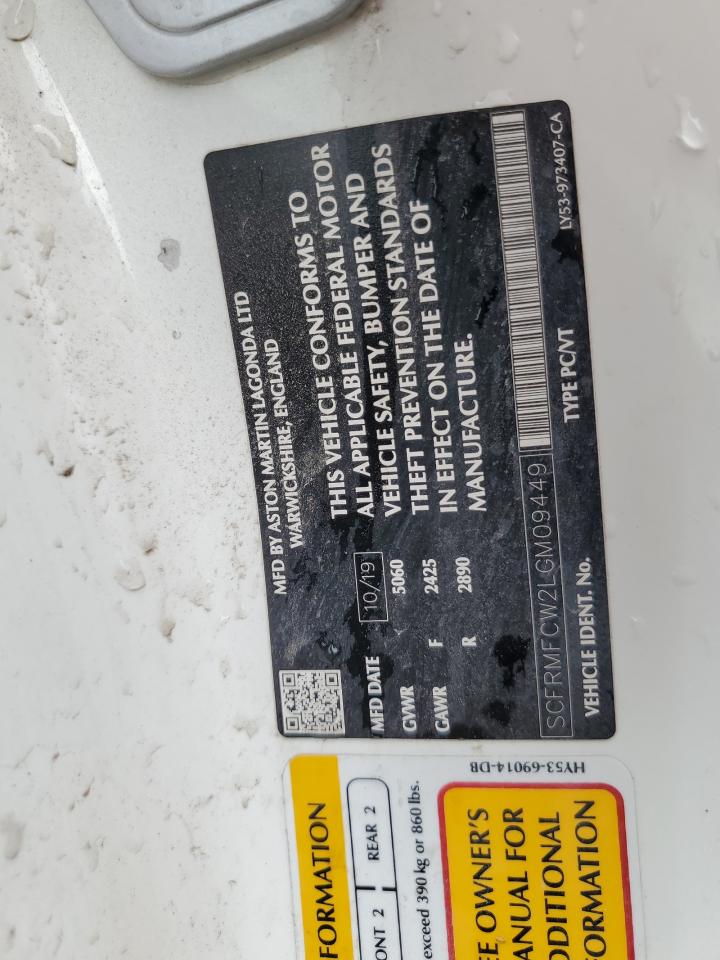 MFD BY ASTON MARTIN LAGONDA LTD
WARWICKSHIRE, ENGLAND
THIS VEHICLE CONFORMS TO
ALL APPLICABLE FEDERAL MOTOR
VEHICLE SAFETY, BUMPER AND
THEFT PREVENTION STANDARDS
IN EFFECT ON THE DATE OF
MANUFACTURE.
MFD DATE 10/19
GVWR 5060
GAWR F 2425
R 2890
SCFRMFCW2LGM09449
VEHICLE IDENT. No. TYPE PC/VT LY53-973407-CA
HY53-69014-DB
FORMATION
ONT 2 REAR 2
exceed 390 kg or 860 lbs.
EE OWNER'S
ANUAL FOR
DDITIONAL
FORMATION